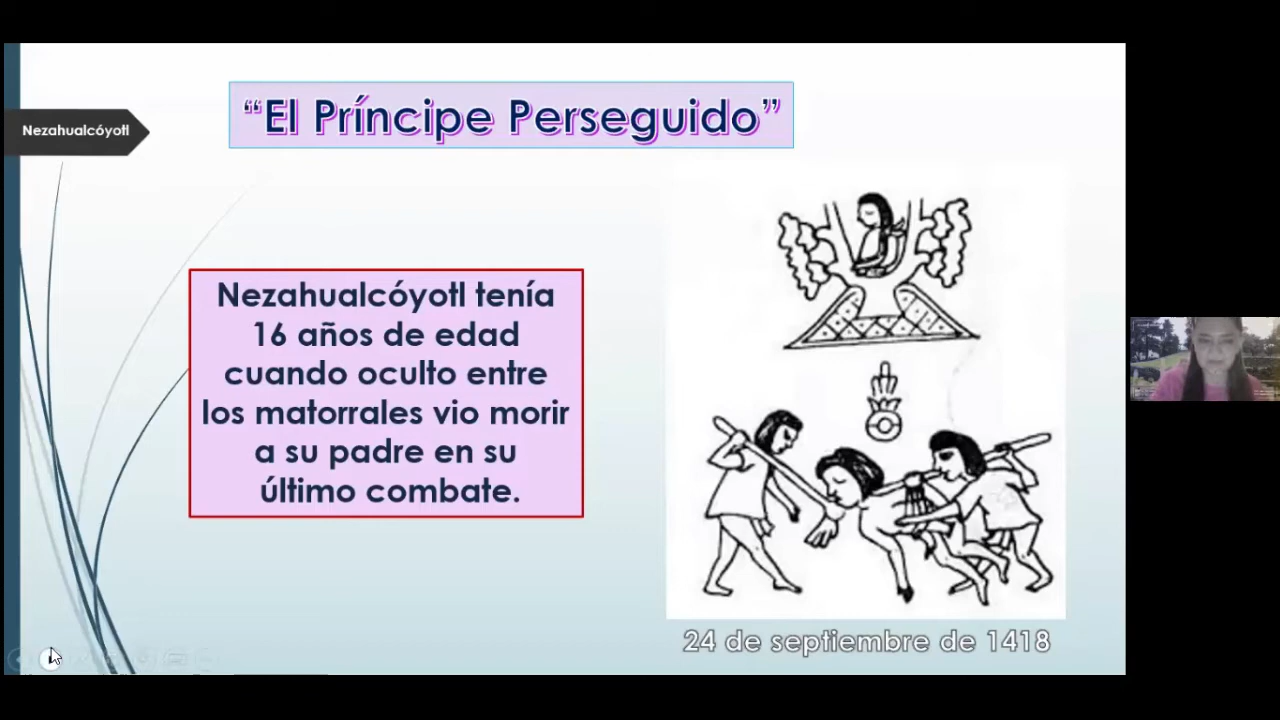 “El Príncipe Perseguido”
Nezahualcóyotl
Nezahualcóyotl tenía
16 años de edad
cuando oculto entre
los matorrales vio morir
a su padre en su
último combate.
24 de septiembre de 1418